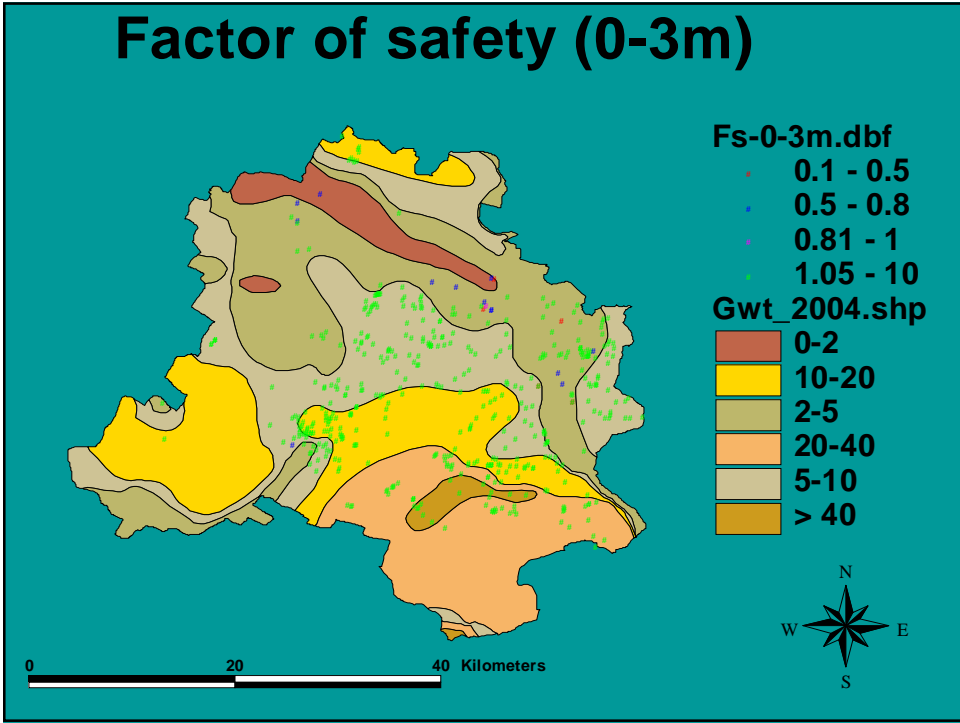 Factor of safety (0-3m)
Fs-0-3m.dbf
0.1 - 0.5
0.5 - 0.8
0.81 - 1
1.05 - 10
Gwt_2004.shp
0-2
10-20
2-5
20-40
5-10
> 40
N
W E
S
0 20 40 Kilometers